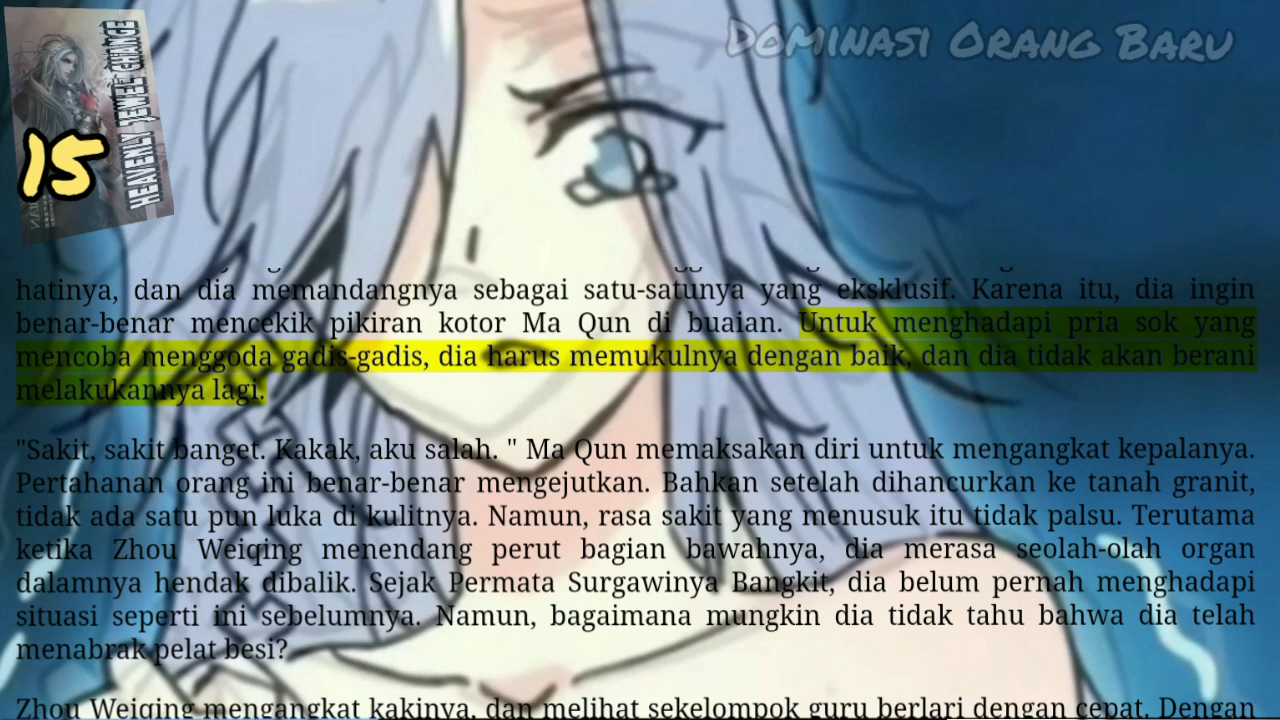 Dominasi Orang Baru
HEAVENLY JEWEL CHANGE
15
hatinya, dan dia memandangnya sebagai satu-satunya yang eksklusif. Karena itu, dia ingin
benar-benar mencekik pikiran kotor Ma Qun di buaian. Untuk menghadapi pria sok yang
mencoba menggoda gadis-gadis, dia harus memukulnya dengan baik, dan dia tidak akan berani
melakukannya lagi.
"Sakit, sakit banget. Kakak, aku salah. " Ma Qun memaksakan diri untuk mengangkat kepalanya.
Pertahanan orang ini benar-benar mengejutkan. Bahkan setelah dihancurkan ke tanah granit,
tidak ada satu pun luka di kulitnya. Namun, rasa sakit yang menusuk itu tidak palsu. Terutama
ketika Zhou Weiqing menendang perut bagian bawahnya, dia merasa seolah-olah organ
dalamnya hendak dibalik. Sejak Permata Surgawinya Bangkit, dia belum pernah menghadapi
situasi seperti ini sebelumnya. Namun, bagaimana mungkin dia tidak tahu bahwa dia telah
menabrak pelat besi?
Zhou Weiqing mengangkat kakinya, dan melihat sekelompok guru berlari dengan cepat. Dengan